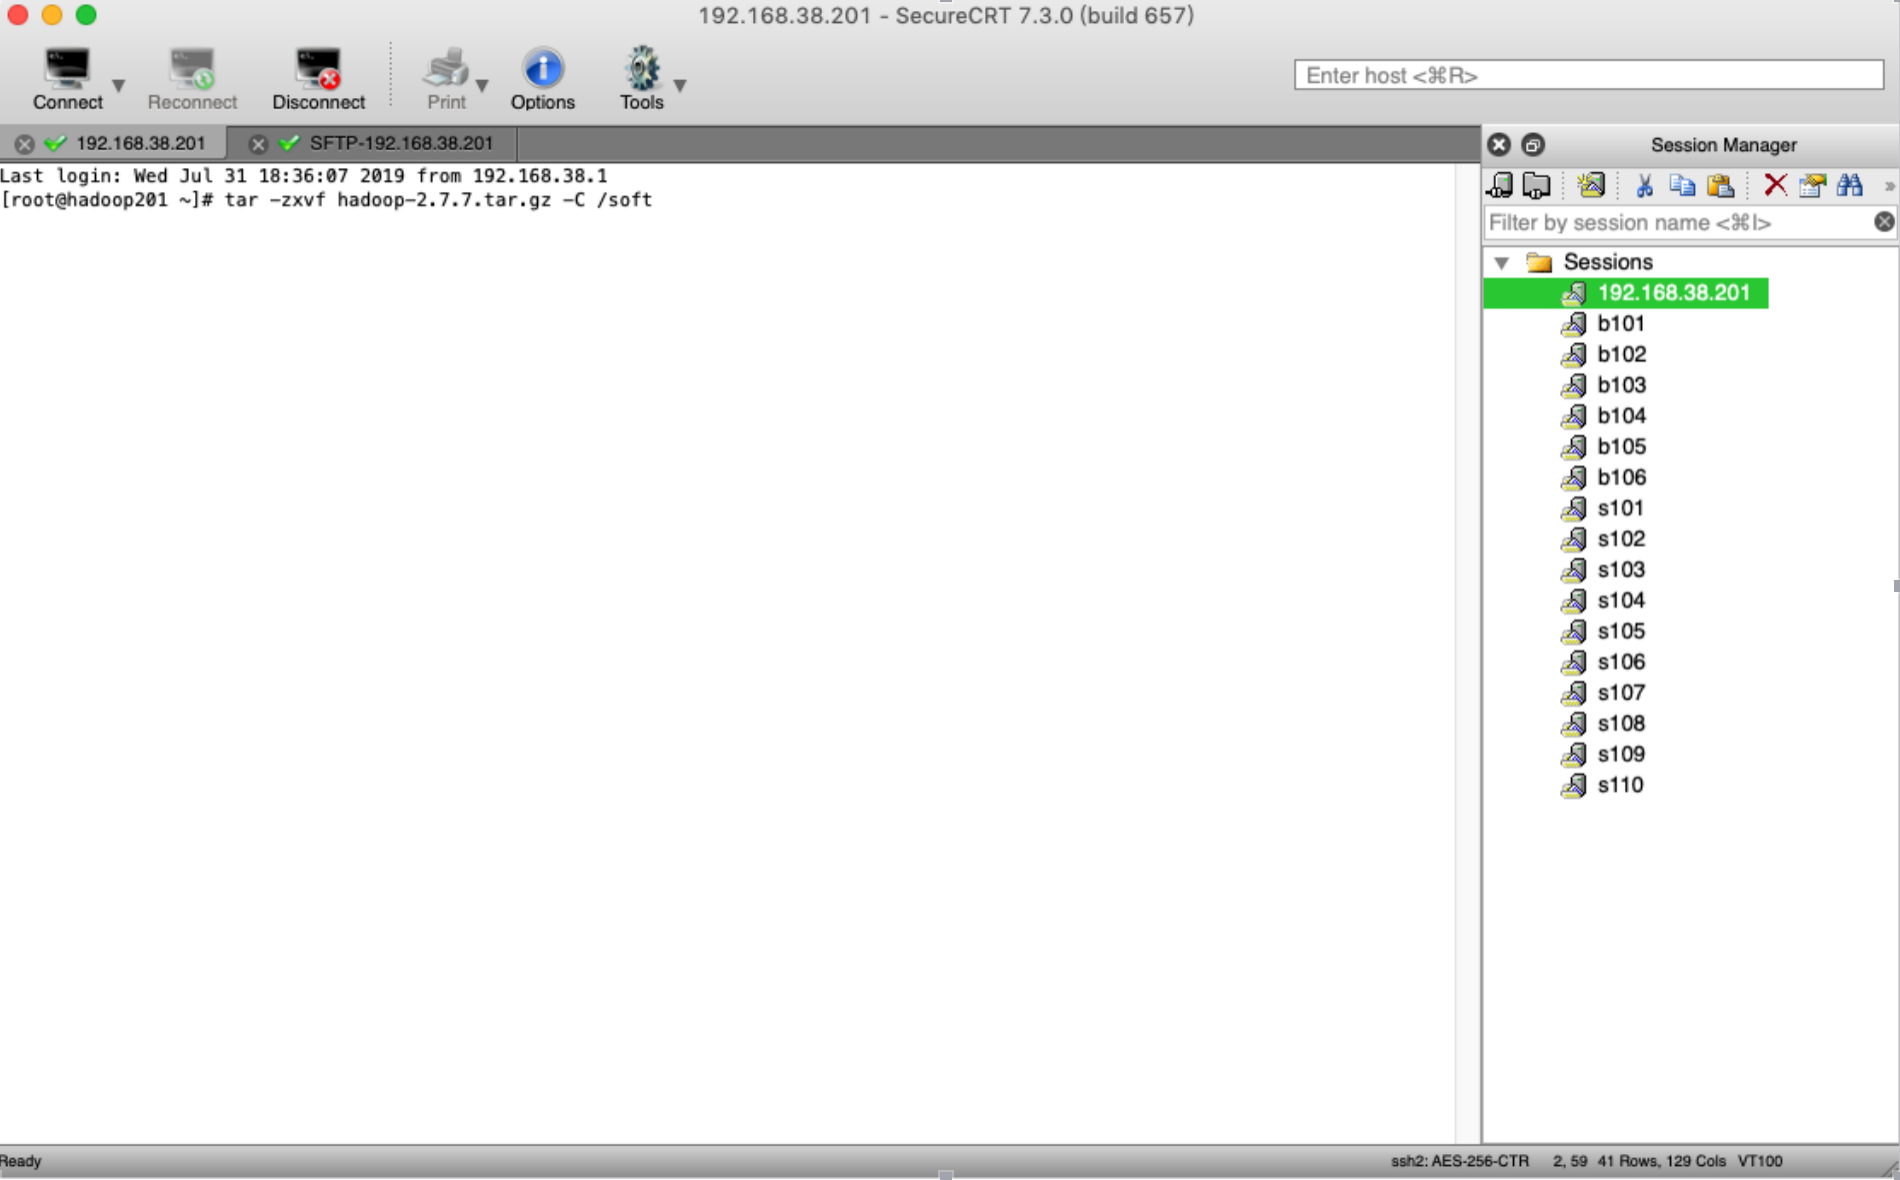 192.168.38.201 - SecureCRT 7.3.0 (build 657)
Connect Reconnect Disconnect Print Options Tools
Enter host <⌘R>
192.168.38.201 SFTP-192.168.38.201
Session Manager
Last login: Wed Jul 31 18:36:07 2019 from 192.168.38.1
[root@hadoop201 ~]# tar -zxvf hadoop-2.7.7.tar.gz -C /soft
Filter by session name <⌘I>
Sessions
192.168.38.201
b101
b102
b103
b104
b105
b106
s101
s102
s103
s104
s105
s106
s107
s108
s109
s110
Ready
ssh2: AES-256-CTR 2, 59 41 Rows, 129 Cols VT100